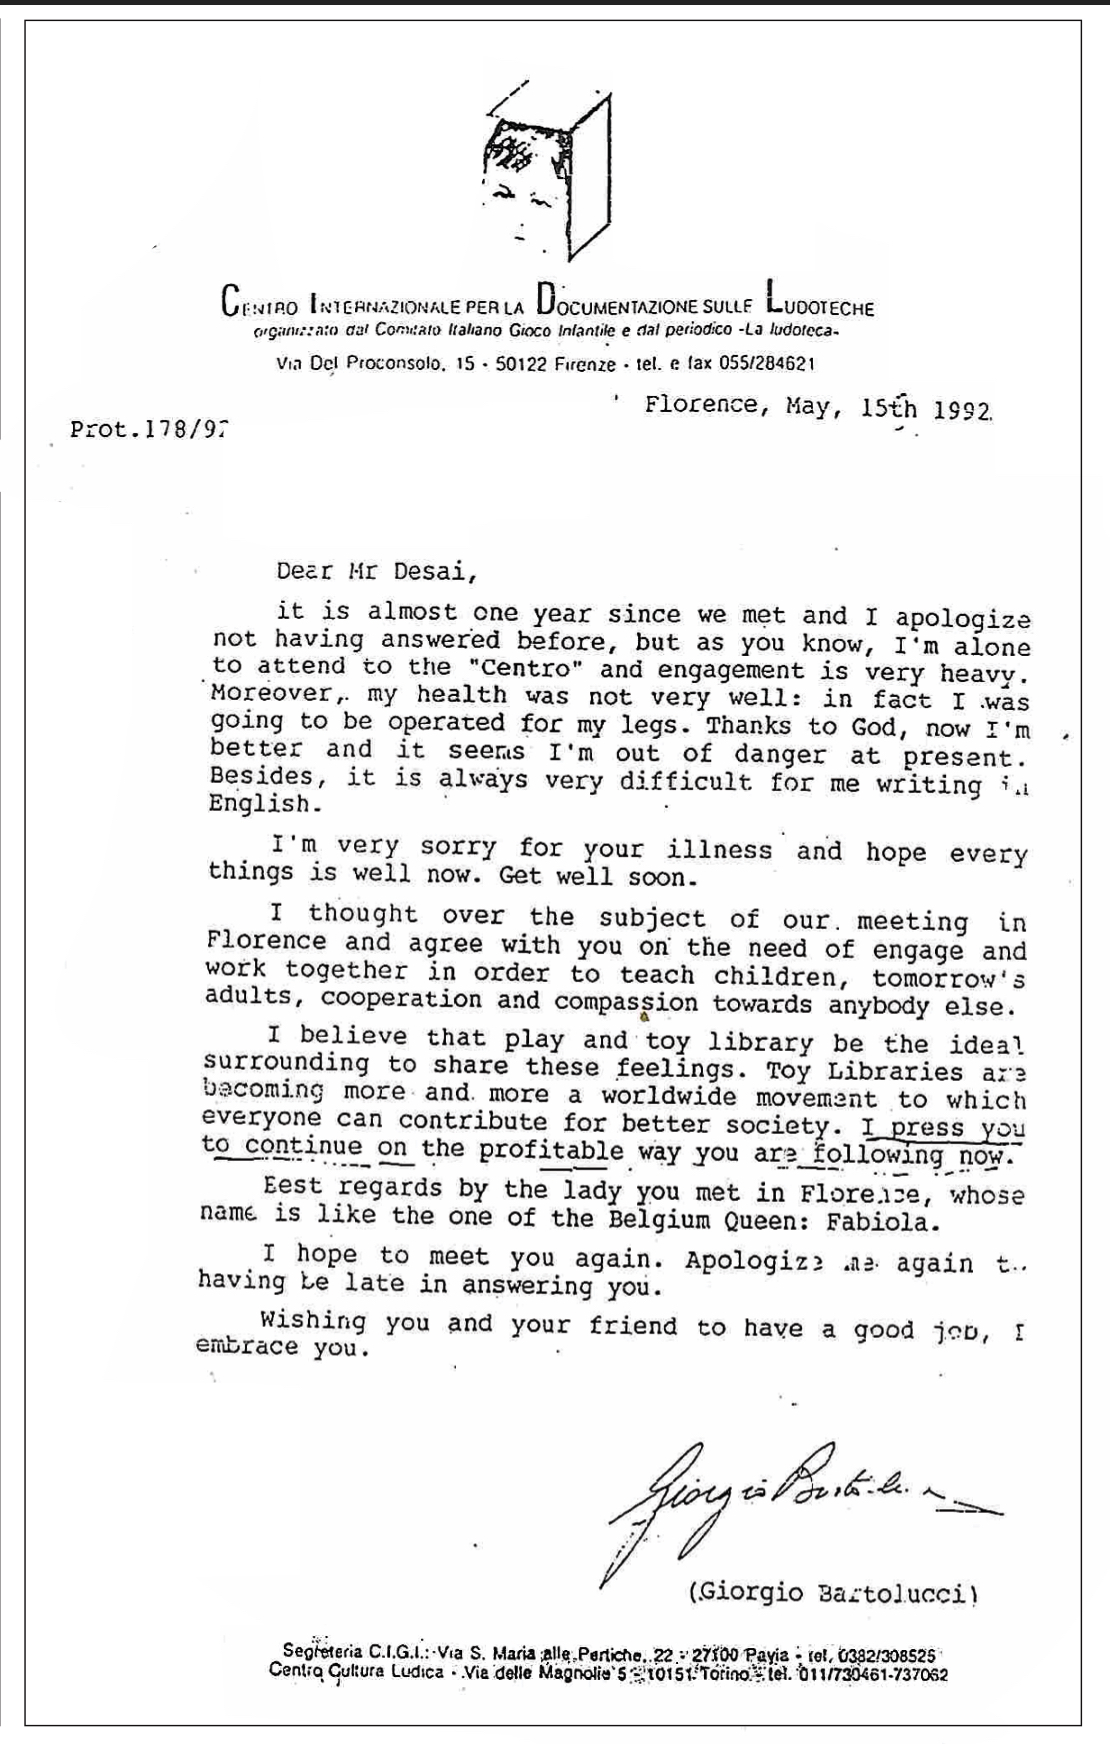 CENTRO INTERNAZIONALE PER LA DOCUMENTAZIONE SULLE LUDOTECHE
organizzato dal Comitato Italiano Gioco Infantile e dal periodico -La ludoteca-
Via Del Proconsolo, 15 - 50122 Firenze - tel. e fax 055/284621
Florence, May, 15th 1992.
Prot.178/92
Dear Mr Desai,
it is almost one year since we met and I apologize
not having answered before, but as you know, I'm alone
to attend to the "Centro" and engagement is very heavy.
Moreover, my health was not very well: in fact I was
going to be operated for my legs. Thanks to God, now I'm
better and it seems I'm out of danger at present.
Besides, it is always very difficult for me writing in
English.
I'm very sorry for your illness and hope every
things is well now. Get well soon.
I thought over the subject of our meeting in
Florence and agree with you on the need of engage and
work together in order to teach children, tomorrow's
adults, cooperation and compassion towards anybody else.
I believe that play and toy library be the ideal
surrounding to share these feelings. Toy Libraries are
becoming more and more a worldwide movement to which
everyone can contribute for better society. I press you
to continue on the profitable way you are following now.
Best regards by the lady you met in Florence, whose
name is like the one of the Belgium Queen: Fabiola.
I hope to meet you again. Apologize me again
having be late in answering you.
Wishing you and your friend to have a good job, I
embrace you.
Giorgio Bartolucci
(Giorgio Bartolucci)
Segreteria C.I.G.I.: Via S. Maria alle Pertiche, 22 - 27100 Pavia - tel. 0382/308525
Centro Cultura Ludica - Via delle Magnolie 5 - 10151 Torino - tel. 011/730461-737062